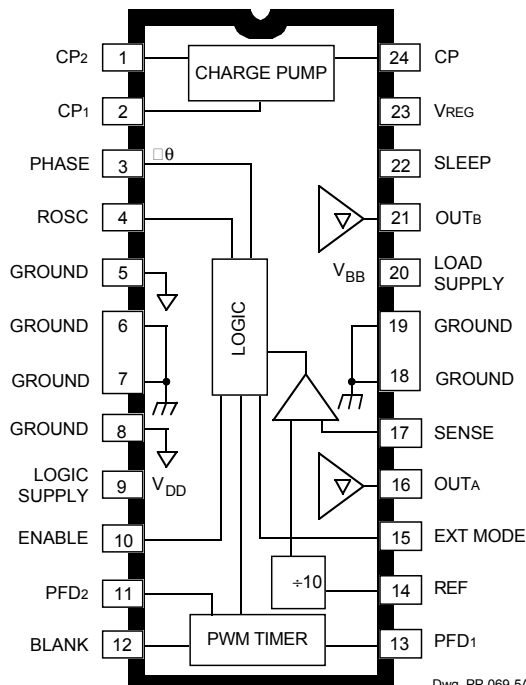 CP2 1 CHARGE PUMP 24 CP
CP1 2 23 VREG
PHASE 3 □θ 22 SLEEP
ROSC 4 21 OUTB
GROUND 5 VBB 20 LOAD
SUPPLY
GROUND 6 19 GROUND
LOGIC
GROUND 7 18 GROUND
GROUND 8 17 SENSE
LOGIC
SUPPLY 9 VDD 16 OUTA
ENABLE 10 15 EXT MODE
PFD2 11 ÷10 14 REF
BLANK 12 PWM TIMER 13 PFD1